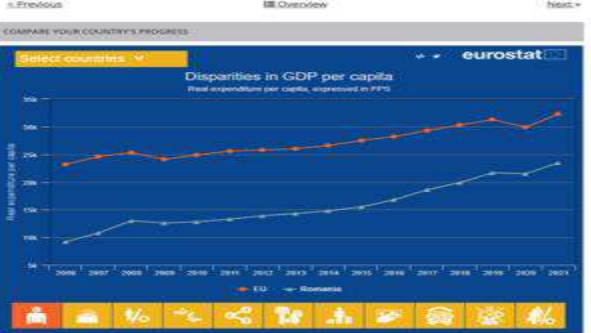 < Previous
Overview
Next >
COMPARE YOUR COUNTRY'S PROGRESS
Select countries
eurostat
Disparities in GDP per capita
Real expenditure per capita, expressed in PPS
Real expenditure per capita
35k
30k
25k
20k
15k
10k
5k
2006 2007 2008 2009 2010 2011 2012 2013 2014 2015 2016 2017 2018 2019 2020 2021
EU Romania